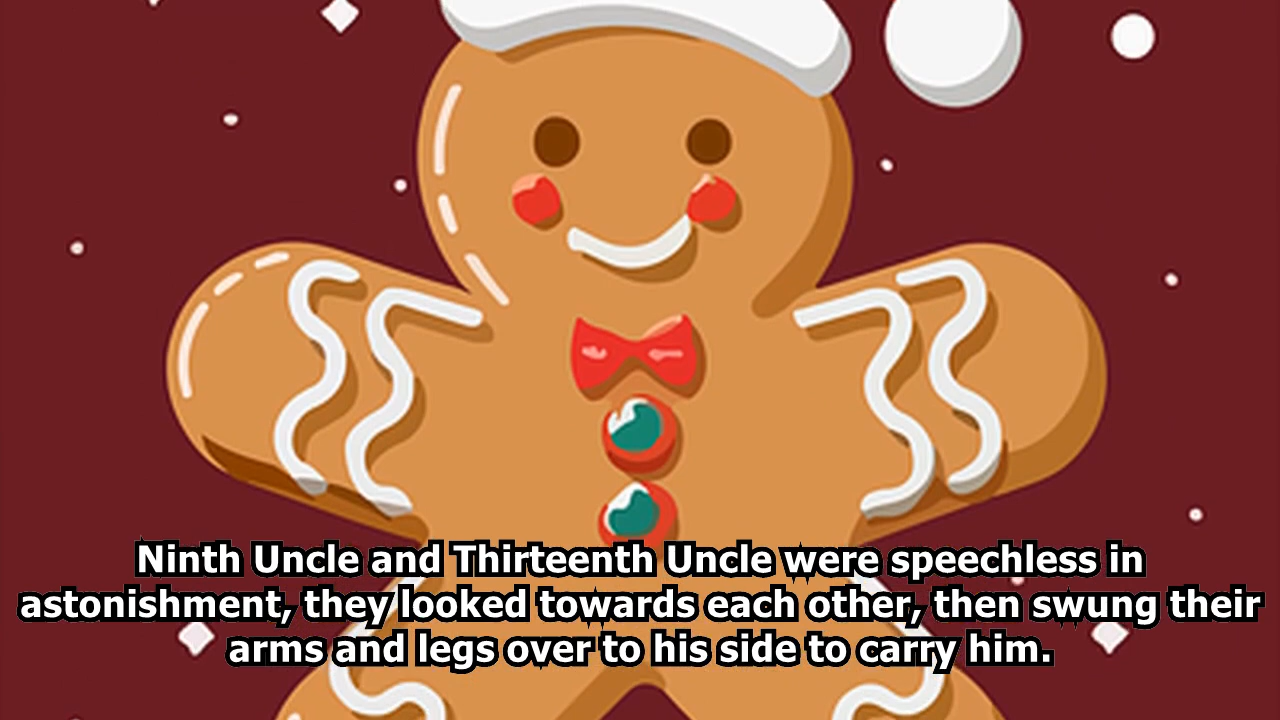 Ninth Uncle and Thirteenth Uncle were speechless in
astonishment, they looked towards each other, then swung their
arms and legs over to his side to carry him.